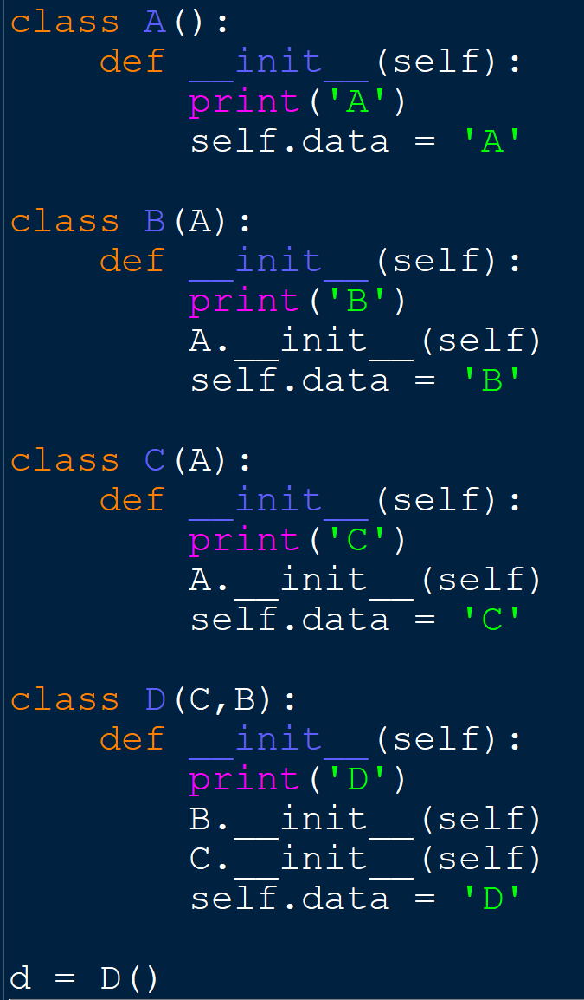 class A():
    def __init__(self):
        print('A')
        self.data = 'A'

class B(A):
    def __init__(self):
        print('B')
        A.__init__(self)
        self.data = 'B'

class C(A):
    def __init__(self):
        print('C')
        A.__init__(self)
        self.data = 'C'

class D(C,B):
    def __init__(self):
        print('D')
        B.__init__(self)
        C.__init__(self)
        self.data = 'D'

d = D()